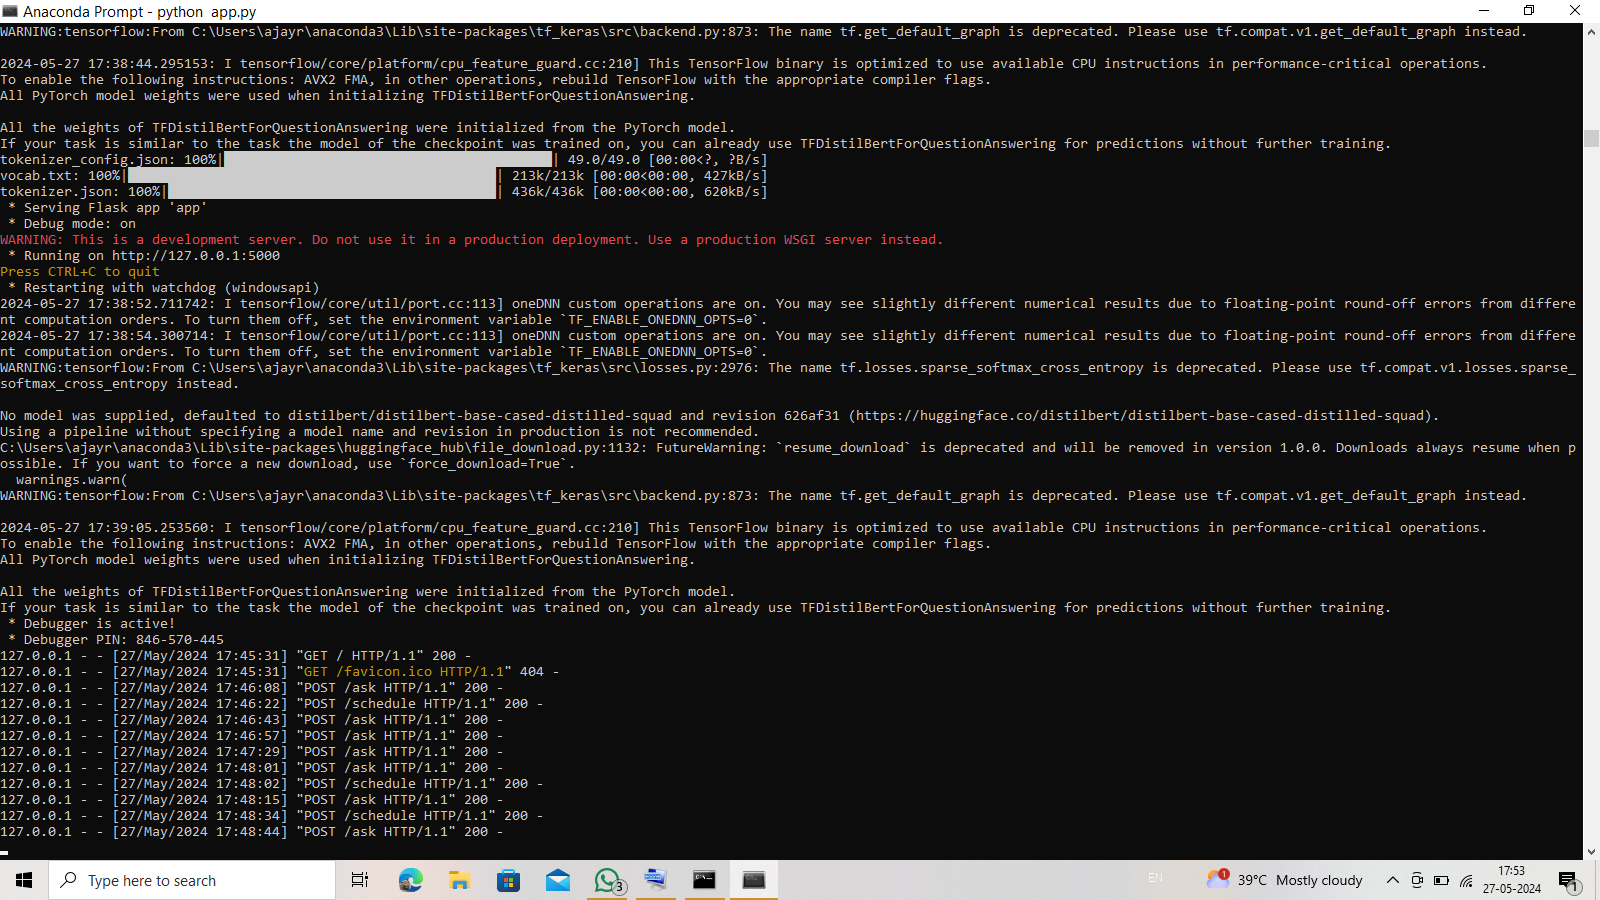 Anaconda Prompt - python  app.py
WARNING:tensorflow:From C:\Users\ajayr\anaconda3\Lib\site-packages\tf_keras\src\backend.py:873: The name tf.get_default_graph is deprecated. Please use tf.compat.v1.get_default_graph instead.
2024-05-27 17:38:44.295153: I tensorflow/core/platform/cpu_feature_guard.cc:210] This TensorFlow binary is optimized to use available CPU instructions in performance-critical operations.
To enable the following instructions: AVX2 FMA, in other operations, rebuild TensorFlow with the appropriate compiler flags.
All PyTorch model weights were used when initializing TFDistilBertForQuestionAnswering.
All the weights of TFDistilBertForQuestionAnswering were initialized from the PyTorch model.
If your task is similar to the task the model of the checkpoint was trained on, you can already use TFDistilBertForQuestionAnswering for predictions without further training.
tokenizer_config.json: 100%| | 49.0/49.0 [00:00<?, ?B/s]
vocab.txt: 100%| | 213k/213k [00:00<00:00, 427kB/s]
tokenizer.json: 100%| | 436k/436k [00:00<00:00, 620kB/s]
* Serving Flask app 'app'
* Debug mode: on
WARNING: This is a development server. Do not use it in a production deployment. Use a production WSGI server instead.
* Running on http://127.0.0.1:5000
Press CTRL+C to quit
* Restarting with watchdog (windowsapi)
2024-05-27 17:38:52.711742: I tensorflow/core/util/port.cc:113] oneDNN custom operations are on. You may see slightly different numerical results due to floating-point round-off errors from differe
nt computation orders. To turn them off, set the environment variable `TF_ENABLE_ONEDNN_OPTS=0`.
2024-05-27 17:38:54.300714: I tensorflow/core/util/port.cc:113] oneDNN custom operations are on. You may see slightly different numerical results due to floating-point round-off errors from differe
nt computation orders. To turn them off, set the environment variable `TF_ENABLE_ONEDNN_OPTS=0`.
WARNING:tensorflow:From C:\Users\ajayr\anaconda3\Lib\site-packages\tf_keras\src\losses.py:2976: The name tf.losses.sparse_softmax_cross_entropy is deprecated. Please use tf.compat.v1.losses.sparse_
softmax_cross_entropy instead.
No model was supplied, defaulted to distilbert/distilbert-base-cased-distilled-squad and revision 626af31 (https://huggingface.co/distilbert/distilbert-base-cased-distilled-squad).
Using a pipeline without specifying a model name and revision in production is not recommended.
C:\Users\ajayr\anaconda3\Lib\site-packages\huggingface_hub\file_download.py:1132: FutureWarning: `resume_download` is deprecated and will be removed in version 1.0.0. Downloads always resume when p
ossible. If you want to force a new download, use `force_download=True`.
warnings.warn(
WARNING:tensorflow:From C:\Users\ajayr\anaconda3\Lib\site-packages\tf_keras\src\backend.py:873: The name tf.get_default_graph is deprecated. Please use tf.compat.v1.get_default_graph instead.
2024-05-27 17:39:05.253560: I tensorflow/core/platform/cpu_feature_guard.cc:210] This TensorFlow binary is optimized to use available CPU instructions in performance-critical operations.
To enable the following instructions: AVX2 FMA, in other operations, rebuild TensorFlow with the appropriate compiler flags.
All PyTorch model weights were used when initializing TFDistilBertForQuestionAnswering.
All the weights of TFDistilBertForQuestionAnswering were initialized from the PyTorch model.
If your task is similar to the task the model of the checkpoint was trained on, you can already use TFDistilBertForQuestionAnswering for predictions without further training.
* Debugger is active!
* Debugger PIN: 846-570-445
127.0.0.1 - - [27/May/2024 17:45:31] "GET / HTTP/1.1" 200 -
127.0.0.1 - - [27/May/2024 17:45:31] "GET /favicon.ico HTTP/1.1" 404 -
127.0.0.1 - - [27/May/2024 17:46:08] "POST /ask HTTP/1.1" 200 -
127.0.0.1 - - [27/May/2024 17:46:22] "POST /schedule HTTP/1.1" 200 -
127.0.0.1 - - [27/May/2024 17:46:43] "POST /ask HTTP/1.1" 200 -
127.0.0.1 - - [27/May/2024 17:46:57] "POST /ask HTTP/1.1" 200 -
127.0.0.1 - - [27/May/2024 17:47:29] "POST /ask HTTP/1.1" 200 -
127.0.0.1 - - [27/May/2024 17:48:01] "POST /ask HTTP/1.1" 200 -
127.0.0.1 - - [27/May/2024 17:48:02] "POST /schedule HTTP/1.1" 200 -
127.0.0.1 - - [27/May/2024 17:48:15] "POST /ask HTTP/1.1" 200 -
127.0.0.1 - - [27/May/2024 17:48:34] "POST /schedule HTTP/1.1" 200 -
127.0.0.1 - - [27/May/2024 17:48:44] "POST /ask HTTP/1.1" 200 -
Type here to search
3
EN
1
39°C Mostly cloudy
17:53
27-05-2024
1